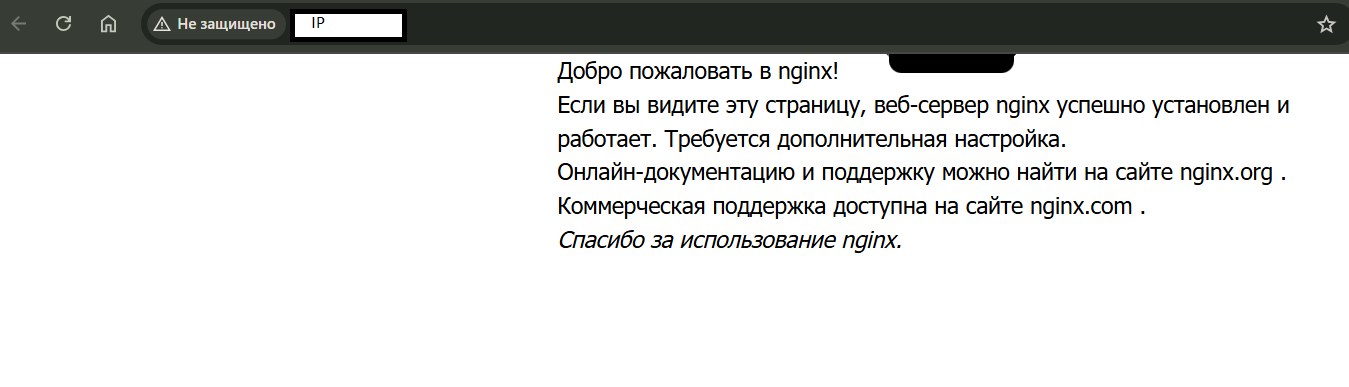 Не защищено IP
Добро пожаловать в nginx!
Если вы видите эту страницу, веб-сервер nginx успешно установлен и
работает. Требуется дополнительная настройка.
Онлайн-документацию и поддержку можно найти на сайте nginx.org .
Коммерческая поддержка доступна на сайте nginx.com .
Спасибо за использование nginx.